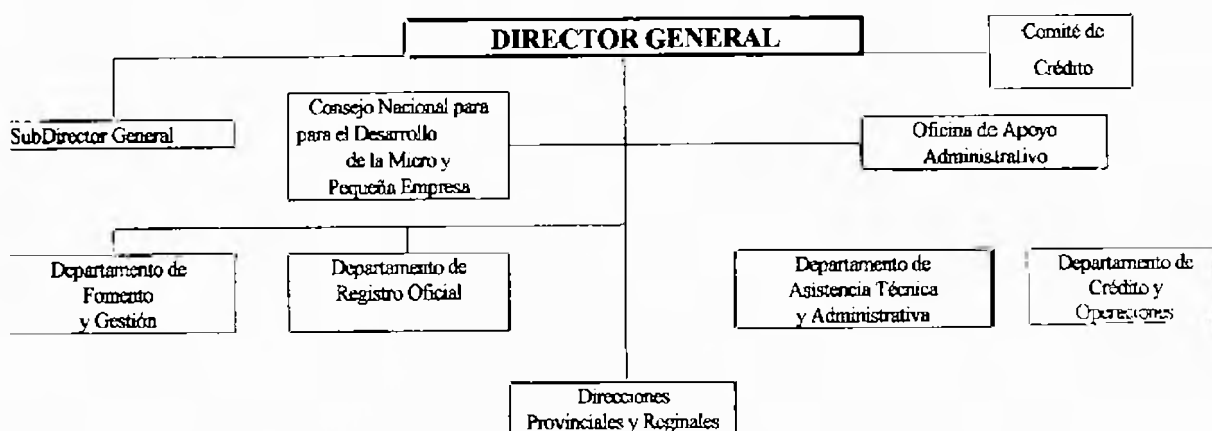 DIRECTOR GENERAL
Comité de
Crédito
SubDirector General
Consejo Nacional para
para el Desarrollo
de la Micro y
Pequeña Empresa
Oficina de Apoyo
Administrativo
Departamento de
Fomento
y Gestión
Departamento de
Registro Oficial
Departamento de
Asistencia Técnica
y Administrativa
Departamento de
Crédito y
Operaciones
Direcciones
Provinciales y Reginales